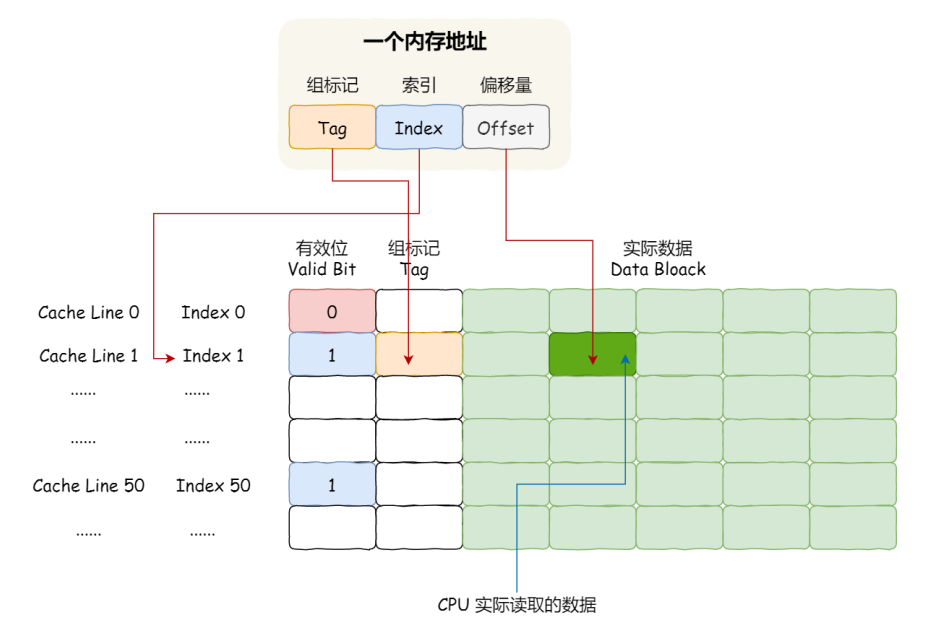 一个内存地址
组标记 索引 偏移量
Tag Index Offset
有效位 组标记 实际数据
Valid Bit Tag Data Bloack
Cache Line 0 Index 0 0
Cache Line 1 Index 1 1
...... ......
...... ......
Cache Line 50 Index 50 1
...... ......
CPU 实际读取的数据